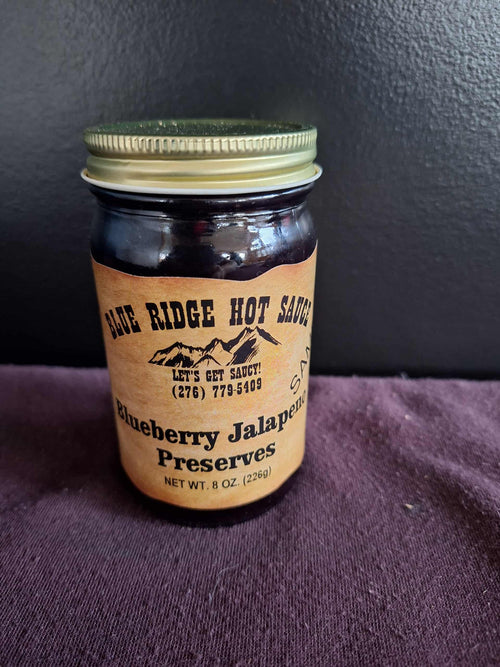 BLUE RIDGE HOT SAUCE
LET'S GET SAUCY!
(276) 779-5409
Blueberry Jalapeno
Preserves
NET WT. 8 OZ. (226g)